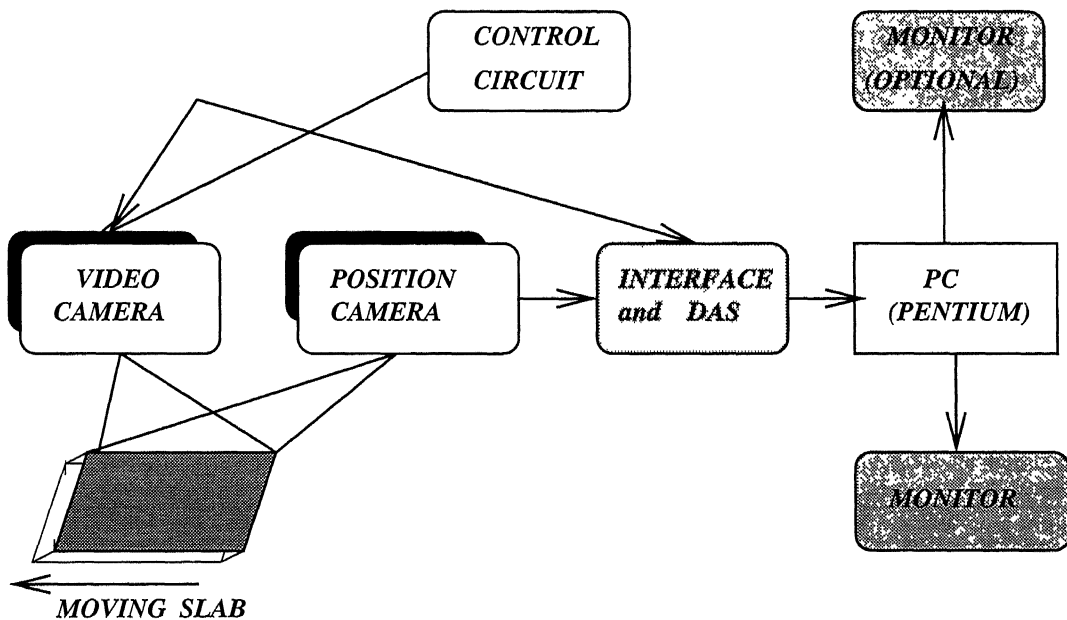 CONTROL
CIRCUIT
MONITOR
(OPTIONAL)
VIDEO
CAMERA
POSITION
CAMERA
INTERFACE
and DAS
PC
(PENTIUM)
MONITOR
MOVING SLAB